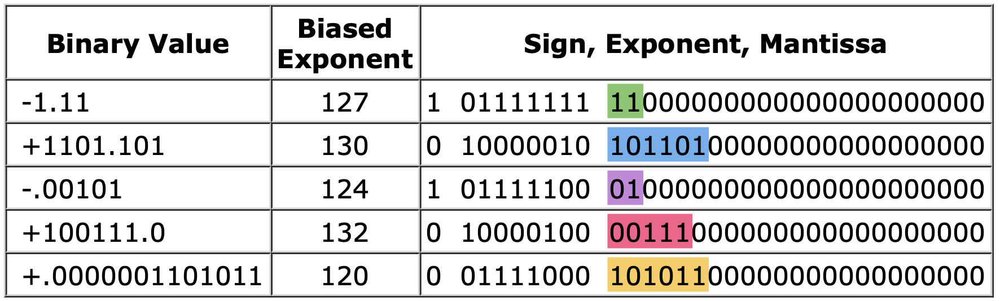 Binary Value
Biased
Exponent
Sign, Exponent, Mantissa
-1.11 127 1 01111111 11000000000000000000000
+1101.101 130 0 10000010 10110100000000000000000
-.00101 124 1 01111100 01000000000000000000000
+100111.0 132 0 10000100 00111000000000000000000
+.0000001101011 120 0 01111000 10101100000000000000000